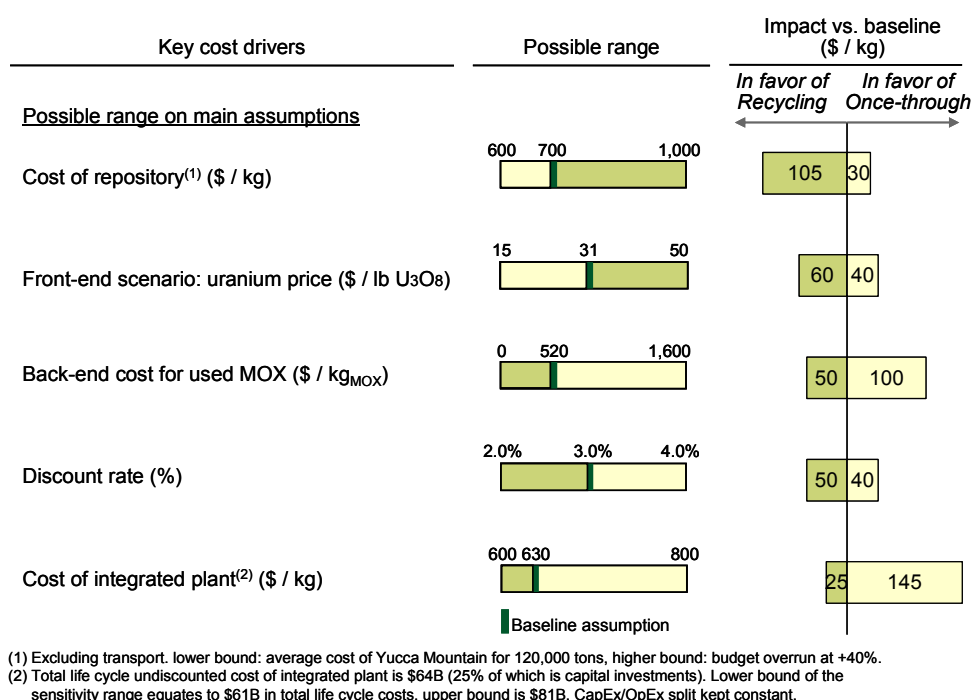 Key cost drivers
Possible range
Impact vs. baseline
($ / kg)
In favor of
Recycling
In favor of
Once-through
Possible range on main assumptions
Cost of repository(1) ($ / kg)
600 700 1,000
105 30
Front-end scenario: uranium price ($ / lb U3O8)
15 31 50
60 40
Back-end cost for used MOX ($ / kgMOX)
0 520 1,600
50 100
Discount rate (%)
2.0% 3.0% 4.0%
50 40
Cost of integrated plant(2) ($ / kg)
600 630 800
25 145
Baseline assumption
(1) Excluding transport. lower bound: average cost of Yucca Mountain for 120,000 tons, higher bound: budget overrun at +40%.
(2) Total life cycle undiscounted cost of integrated plant is $64B (25% of which is capital investments). Lower bound of the
sensitivity range equates to $61B in total life cycle costs, upper bound is $81B. CapEx/OpEx split kept constant.